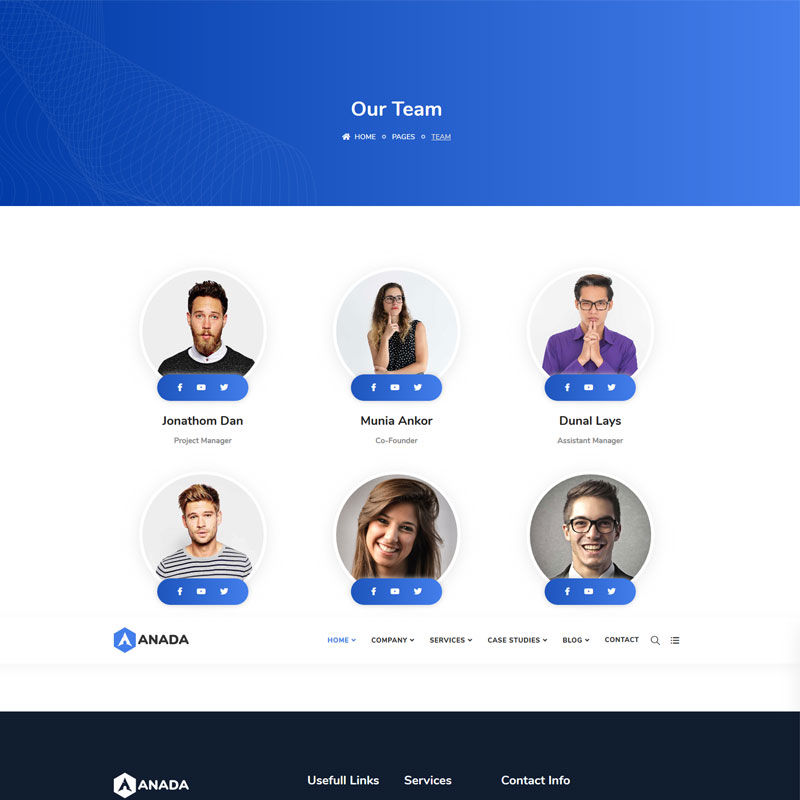 Our Team
HOME PAGES TEAM
Jonathom Dan
Munia Ankor
Dunal Lays
Project Manager
Co-Founder
Assistant Manager
ANADA
HOME COMPANY SERVICES CASE STUDIES BLOG CONTACT
ANADA
Usefull Links
Services
Contact Info